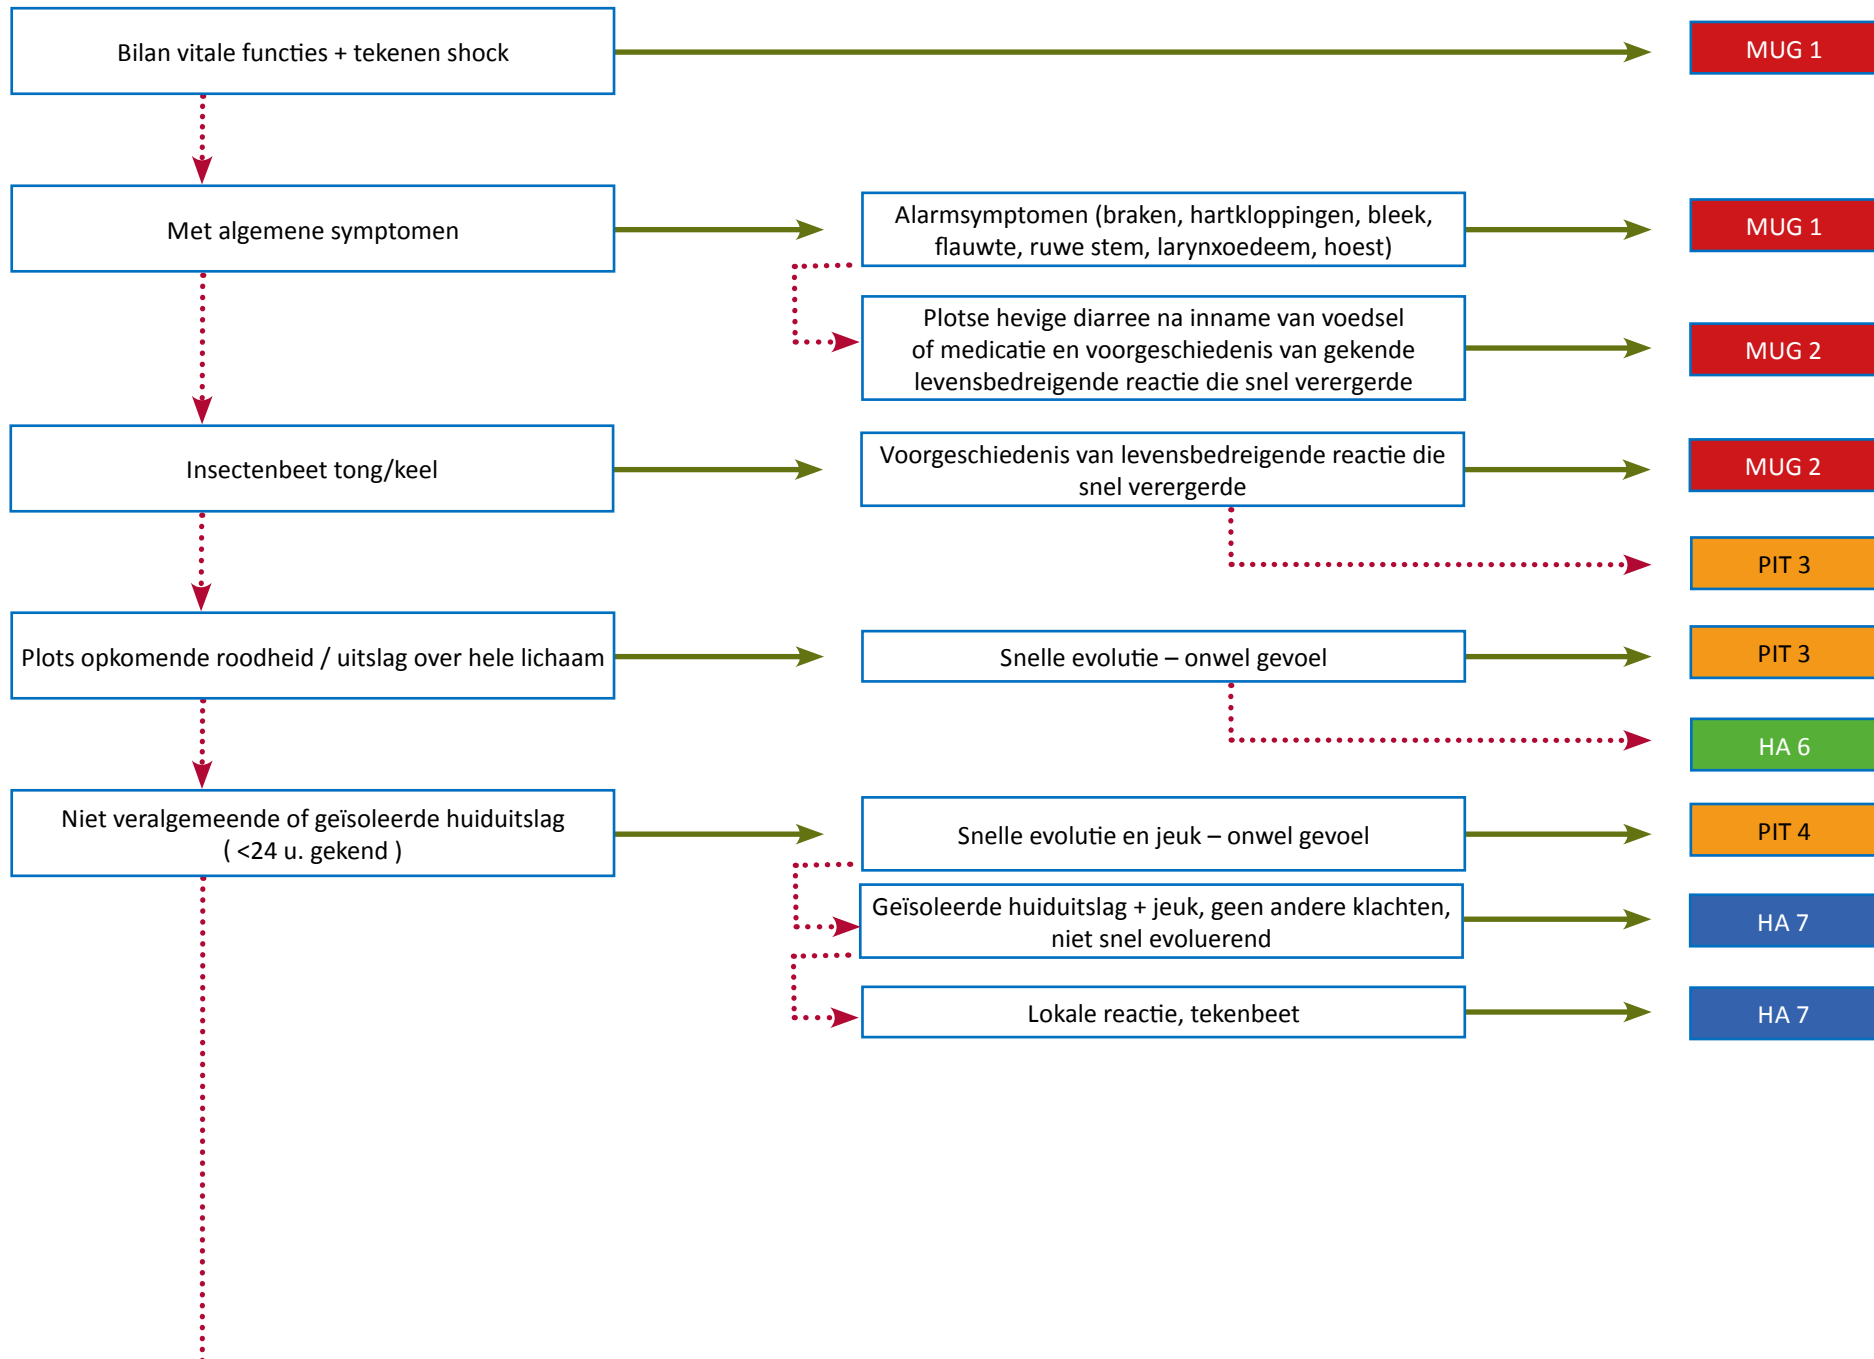 Bilan vitale functies + tekenen shock
MUG 1
Met algemene symptomen
Alarmsymptomen (braken, hartkloppingen, bleek,
flauwte, ruwe stem, larynxoedeem, hoest)
MUG 1
Plotse hevige diarree na inname van voedsel
of medicatie en voorgeschiedenis van gekende
levensbedreigende reactie die snel verergerde
MUG 2
Insectenbeet tong/keel
Voorgeschiedenis van levensbedreigende reactie die
snel verergerde
MUG 2
PIT 3
Plots opkomende roodheid / uitslag over hele lichaam
Snelle evolutie – onwel gevoel
PIT 3
HA 6
Niet veralgemeende of geïsoleerde huiduitslag
( <24 u. gekend )
Snelle evolutie en jeuk – onwel gevoel
PIT 4
Geïsoleerde huiduitslag + jeuk, geen andere klachten,
niet snel evoluerend
HA 7
Lokale reactie, tekenbeet
HA 7